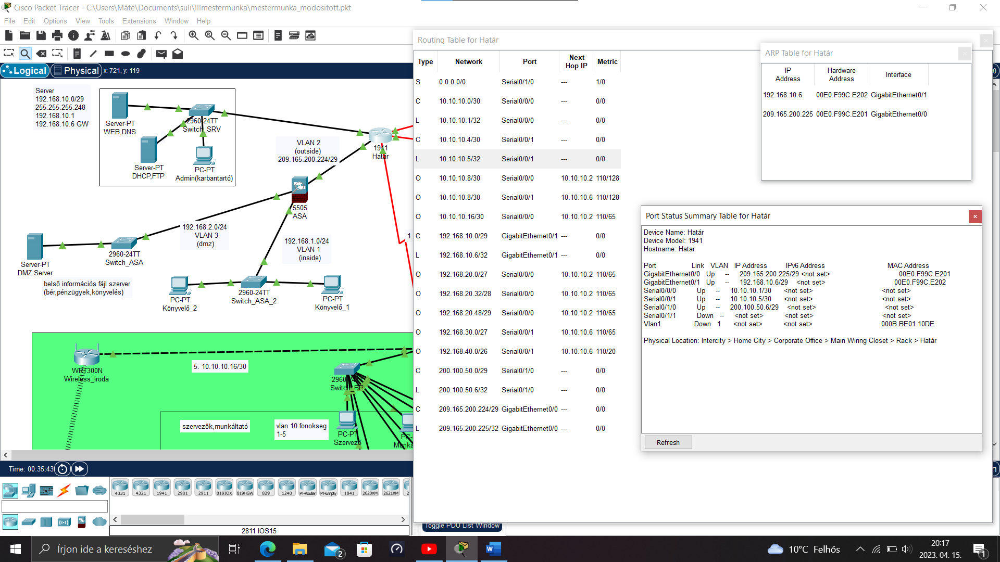 Cisco Packet Tracer - C:\Users\Máté\Documents\suli\!!!mestermunka\mestermunka_modositott.pkt
File Edit Options View Tools Extensions Window Help
Logical Physical x: 721, y: 119
Server
192.168.10.0/29
255.255.255.248
192.168.10.1
192.168.10.6 GW
Server-PT
WEB,DNS
2960-24TT
Switch_SRV
Server-PT
DHCP,FTP
PC-PT
Admin(karbantartó)
1941
Határ
VLAN 2
(outside)
209.165.200.224/29
5505
ASA
192.168.2.0/24
VLAN 3
(dmz)
192.168.1.0/24
VLAN 1
(inside)
Server-PT
DMZ Server
2960-24TT
Switch_ASA
belső információs fájl szerver
(bér,pénzügyek,könyvelés)
PC-PT
Könyvelő_2
2960-24TT
Switch_ASA_2
PC-PT
Könyvelő_1
1.
WRT300N
Wireless_iroda
5. 10.10.10.16/30
2960-24TT
Switch_BP
szervezők,munkáltató
vlan 10 fonokseg
1-5
PC-PT
Szervező
PC-
Munka
Time: 00:35:43
4331 4321 1941 2901 2911 819IOX 819HGW 829 1240 PT-Router PT-Empty 1841 2620XM 2621XM 2
2811 IOS15
Toggle PDU List Window
Routing Table for Határ
Type Network Port Next Hop IP Metric
S 0.0.0.0/0 Serial0/1/0 --- 1/0
C 10.10.10.0/30 Serial0/0/0 --- 0/0
L 10.10.10.1/32 Serial0/0/0 --- 0/0
C 10.10.10.4/30 Serial0/0/1 --- 0/0
L 10.10.10.5/32 Serial0/0/1 --- 0/0
O 10.10.10.8/30 Serial0/0/0 10.10.10.2 110/128
O 10.10.10.8/30 Serial0/0/1 10.10.10.6 110/128
O 10.10.10.16/30 Serial0/0/0 10.10.10.2 110/65
C 192.168.10.0/29 GigabitEthernet0/1 --- 0/0
L 192.168.10.6/32 GigabitEthernet0/1 --- 0/0
O 192.168.20.0/27 Serial0/0/0 10.10.10.2 110/65
O 192.168.20.32/28 Serial0/0/0 10.10.10.2 110/65
O 192.168.20.48/29 Serial0/0/0 10.10.10.2 110/65
O 192.168.30.0/27 Serial0/0/1 10.10.10.6 110/65
O 192.168.40.0/26 Serial0/0/1 10.10.10.6 110/20
C 200.100.50.0/29 Serial0/1/0 --- 0/0
L 200.100.50.6/32 Serial0/1/0 --- 0/0
C 209.165.200.224/29 GigabitEthernet0/0 --- 0/0
L 209.165.200.225/32 GigabitEthernet0/0 --- 0/0
ARP Table for Határ
IP Address Hardware Address Interface
192.168.10.6 00E0.F99C.E202 GigabitEthernet0/1
209.165.200.225 00E0.F99C.E201 GigabitEthernet0/0
Port Status Summary Table for Határ
Device Name: Határ
Device Model: 1941
Hostname: Hatar
Port Link VLAN IP Address IPv6 Address MAC Address
GigabitEthernet0/0 Up -- 209.165.200.225/29 <not set> 00E0.F99C.E201
GigabitEthernet0/1 Up -- 192.168.10.6/29 <not set> 00E0.F99C.E202
Serial0/0/0 Up -- 10.10.10.1/30 <not set> <not set>
Serial0/0/1 Up -- 10.10.10.5/30 <not set> <not set>
Serial0/1/0 Up -- 200.100.50.6/29 <not set> <not set>
Serial0/1/1 Down -- <not set> <not set> <not set>
Vlan1 Down 1 <not set> <not set> 000B.BE01.10DE
Physical Location: Intercity > Home City > Corporate Office > Main Wiring Closet > Rack > Határ
Refresh
Írjon ide a kereséshez
2
10°C Felhős
20:17
2023. 04. 15.
1